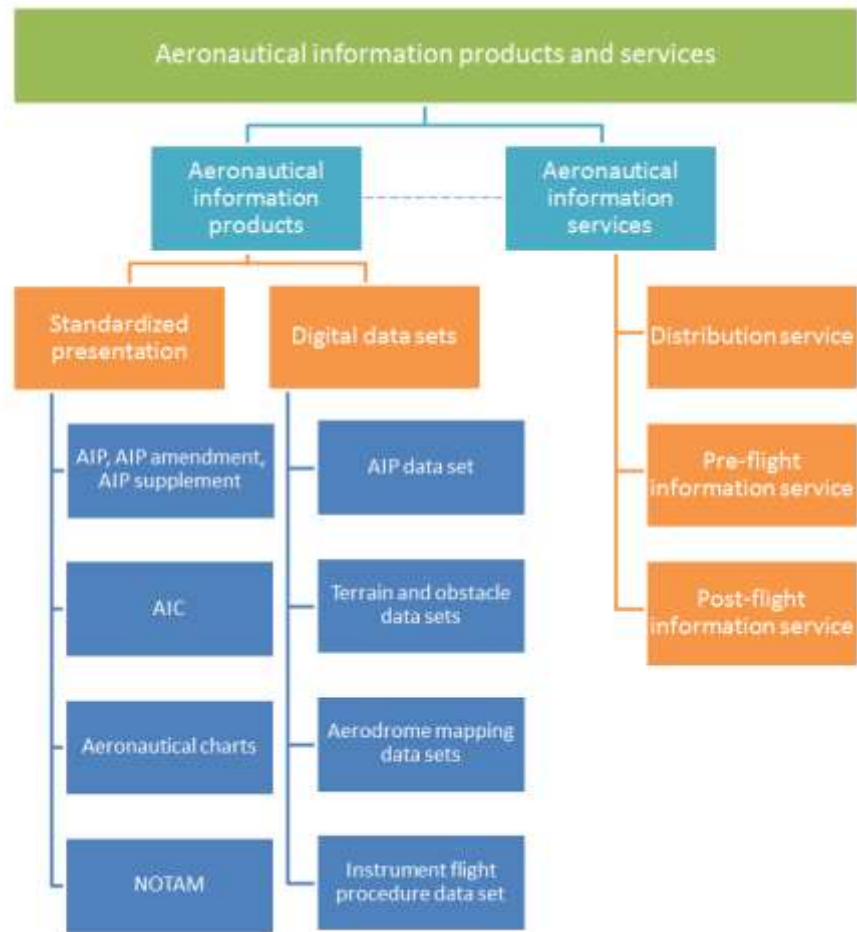 Aeronautical information products and services
Aeronautical
information
products
Aeronautical
information
services
Standardized
presentation
Digital data sets
Distribution service
AIP, AIP amendment,
AIP supplement
AIP data set
Pre-flight
information service
AIC
Terrain and obstacle
data sets
Post-flight
information service
Aeronautical charts
Aerodrome mapping
data sets
NOTAM
Instrument flight
procedure data set